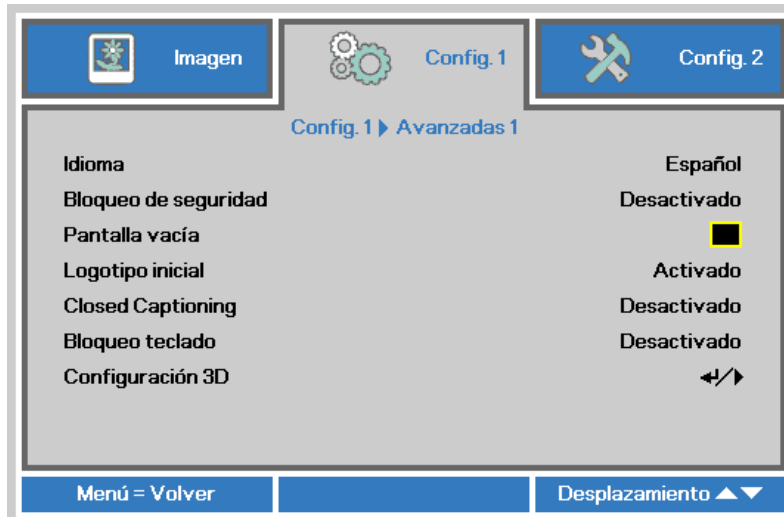 Imagen
Config. 1
Config. 2
Config. 1 Avanzadas 1
Idioma Español
Bloqueo de seguridad Desactivado
Pantalla vacía
Logotipo inicial Activado
Closed Captioning Desactivado
Bloqueo teclado Desactivado
Configuración 3D
Menú = Volver
Desplazamiento